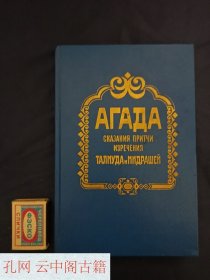 АГАДА
СКАЗАНИЯ ПРИТЧИ
ИЗРЕЧЕНИЯ
ТАЛМУДА и МИДРАШЕЙ
孔网 云中阁古籍